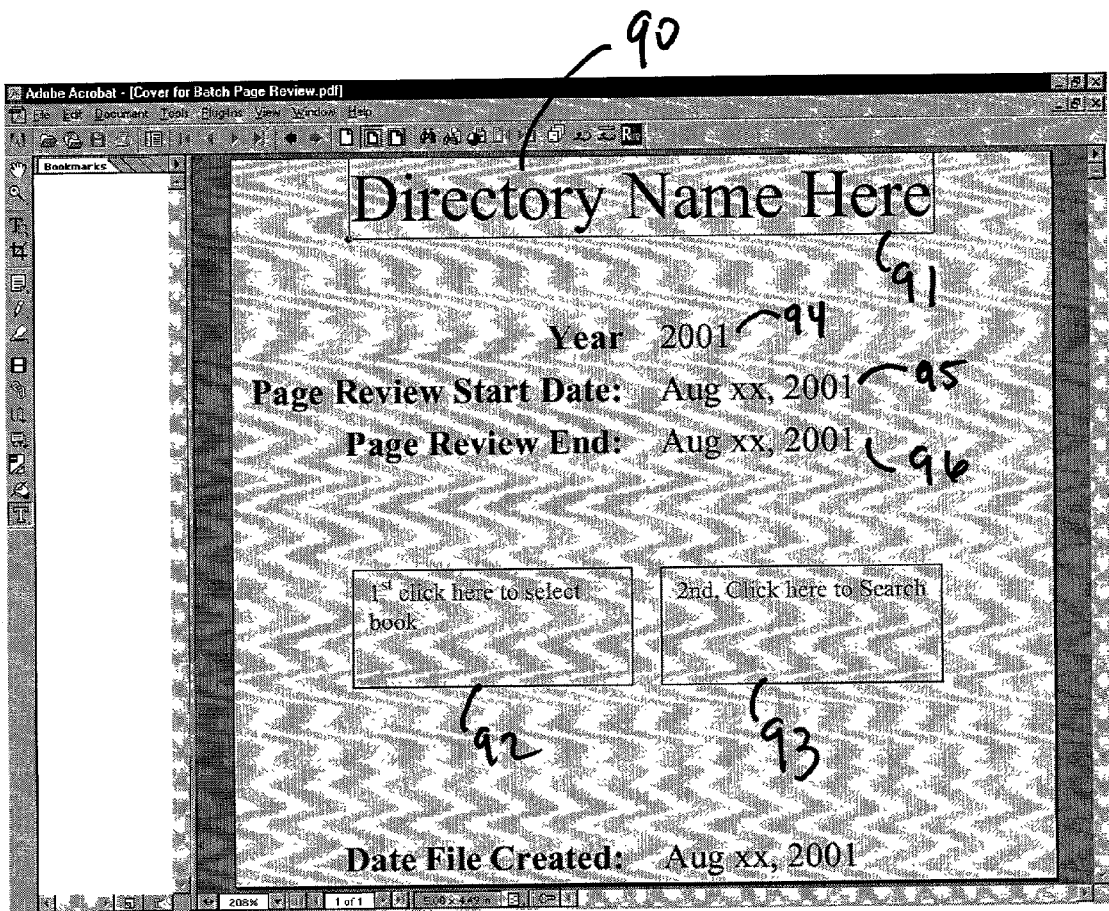 90
Adobe Acrobat - [Cover for Batch Page Review.pdf]
File Edit Document Tools Plug-Ins View Window Help
Bookmarks
Directory Name Here
91
Year 2001 94
Page Review Start Date: Aug xx, 2001 95
Page Review End: Aug xx, 2001 96
1st click here to select
book
2nd, Click here to Search
92
93
Date File Created: Aug xx, 2001
208% 1 of 1